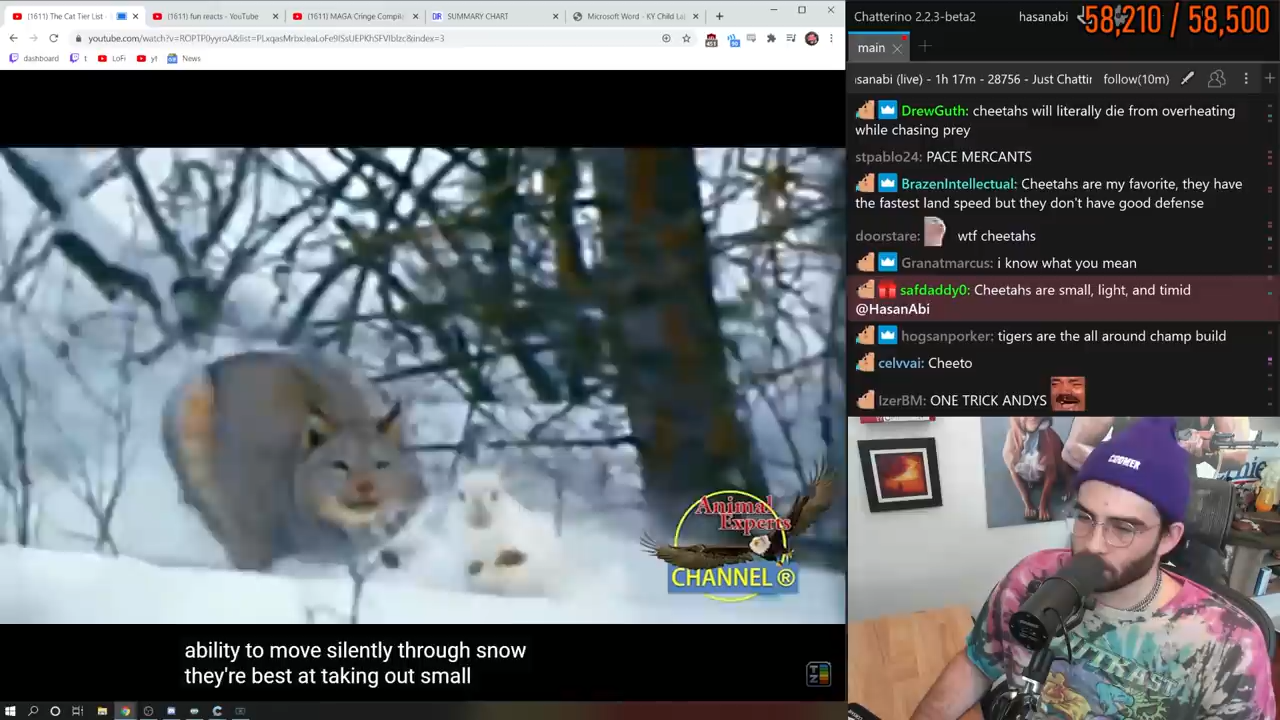 [1611] The Cat Tier List -
(1611) fun reacts - YouTube
(1611) MAGA Cringe Compil
SUMMARY CHART
Microsoft Word - KY Child La
youtube.com/watch?v=ROPTP0yyroA&list=PLxqasMrbxJeaLoFe9lSsUEPKhSFVIblzc&index=3
dashboard
t
LoFi
y!
News
Chatterino 2.2.3-beta2
hasanabi
58,210 / 58,500
main
asanabi (live) - 1h 17m - 28756 - Just Chattin
follow(10m)
DrewGuth: cheetahs will literally die from overheating
while chasing prey
stpablo24: PACE MERCANTS
BrazenIntellectual: Cheetahs are my favorite, they have
the fastest land speed but they don't have good defense
doorstare: wtf cheetahs
Granatmarcus: i know what you mean
safdaddy0: Cheetahs are small, light, and timid
@HasanAbi
hogsanporker: tigers are the all around champ build
celvvai: Cheeto
IzerBM: ONE TRICK ANDYS
Animal
Experts
CHANNEL ®
ability to move silently through snow
they're best at taking out small
TZ
COOMER